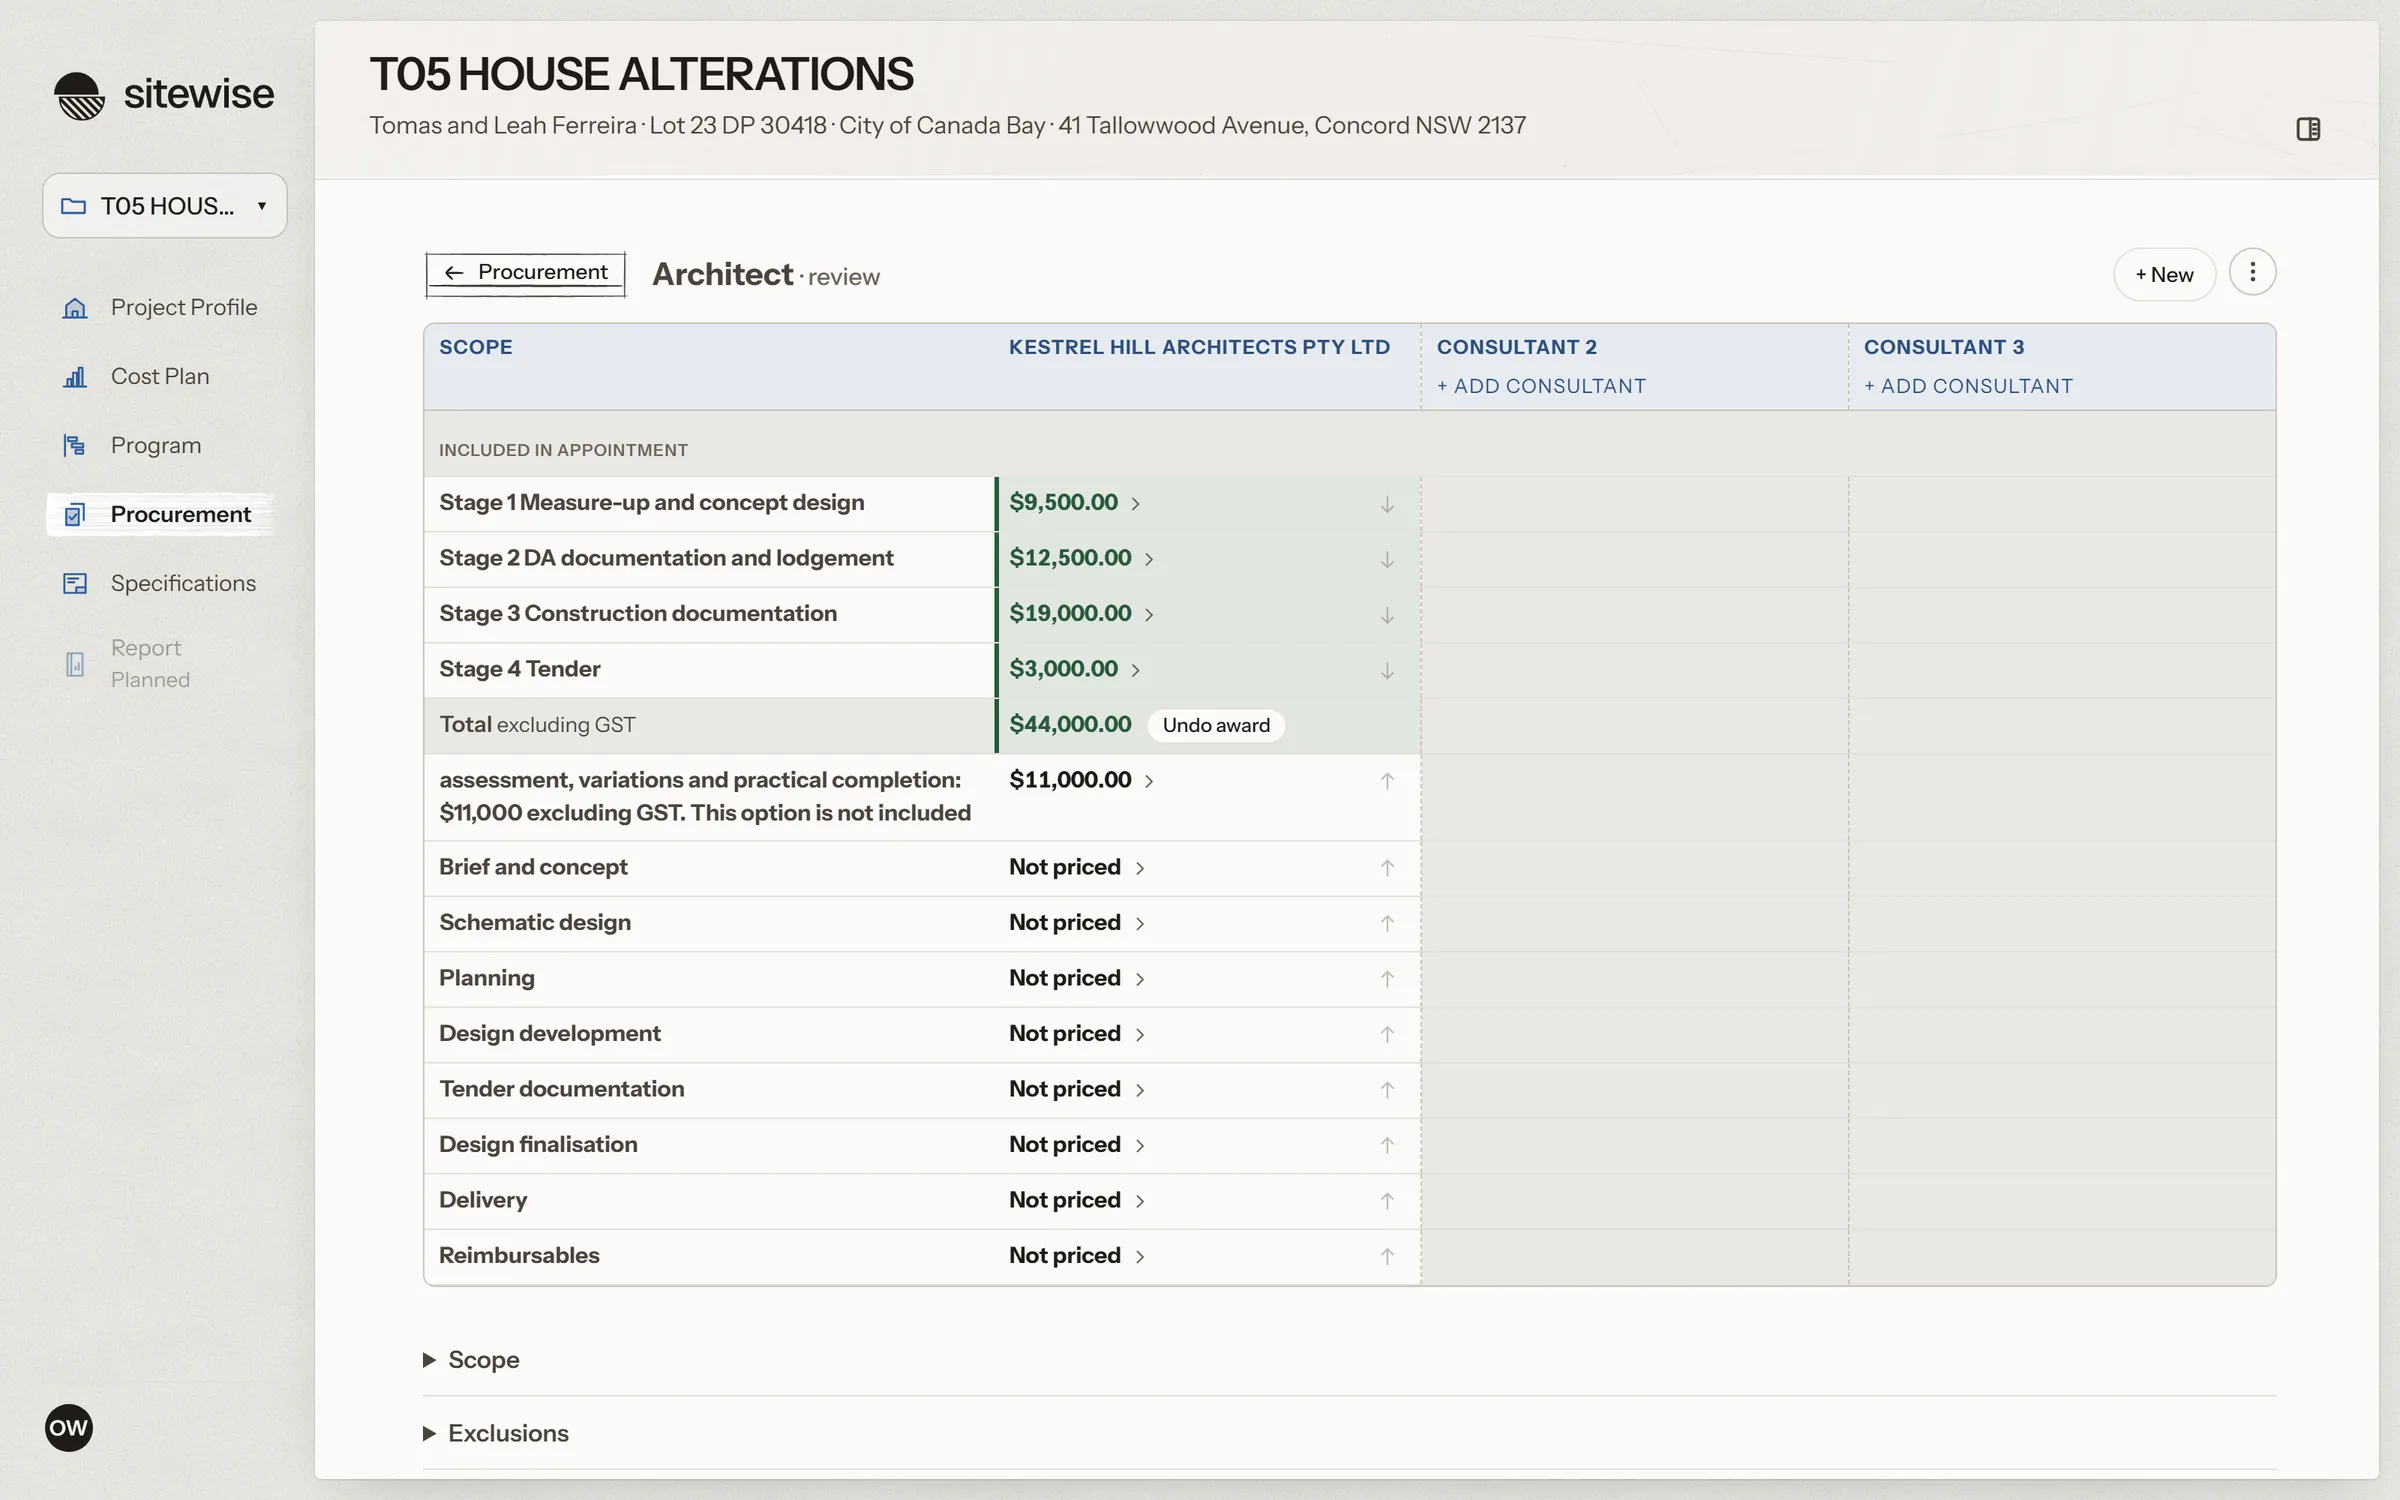 sitewise
T05 HOUS... ▼
Project Profile
Cost Plan
Program
Procurement
Specifications
Report
Planned
OW
T05 HOUSE ALTERATIONS
Tomas and Leah Ferreira · Lot 23 DP 30418 · City of Canada Bay · 41 Tallowwood Avenue, Concord NSW 2137
← Procurement
Architect · review
+ New
SCOPE
KESTREL HILL ARCHITECTS PTY LTD
CONSULTANT 2
+ ADD CONSULTANT
CONSULTANT 3
+ ADD CONSULTANT
INCLUDED IN APPOINTMENT
Stage 1 Measure-up and concept design
$9,500.00 > ↓
Stage 2 DA documentation and lodgement
$12,500.00 > ↓
Stage 3 Construction documentation
$19,000.00 > ↓
Stage 4 Tender
$3,000.00 > ↓
Total excluding GST
$44,000.00
Undo award
assessment, variations and practical completion:
$11,000 excluding GST. This option is not included
$11,000.00 > ↑
Brief and concept
Not priced > ↑
Schematic design
Not priced > ↑
Planning
Not priced > ↑
Design development
Not priced > ↑
Tender documentation
Not priced > ↑
Design finalisation
Not priced > ↑
Delivery
Not priced > ↑
Reimbursables
Not priced > ↑
▶ Scope
▶ Exclusions